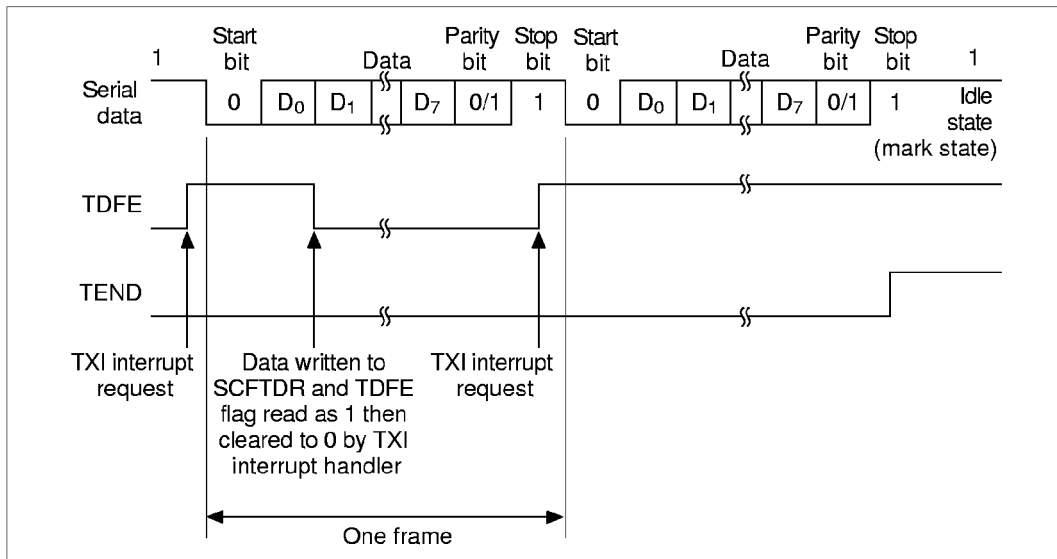 Start Parity Stop Start Parity Stop
1 bit Data bit bit bit Data bit bit 1
Serial 0 D0 D1 D7 0/1 1 0 D0 D1 D7 0/1 1 Idle
data state
(mark state)
TDFE
TEND
TXI interrupt Data written to TXI interrupt
request SCFTDR and TDFE request
flag read as 1 then
cleared to 0 by TXI
interrupt handler
One frame